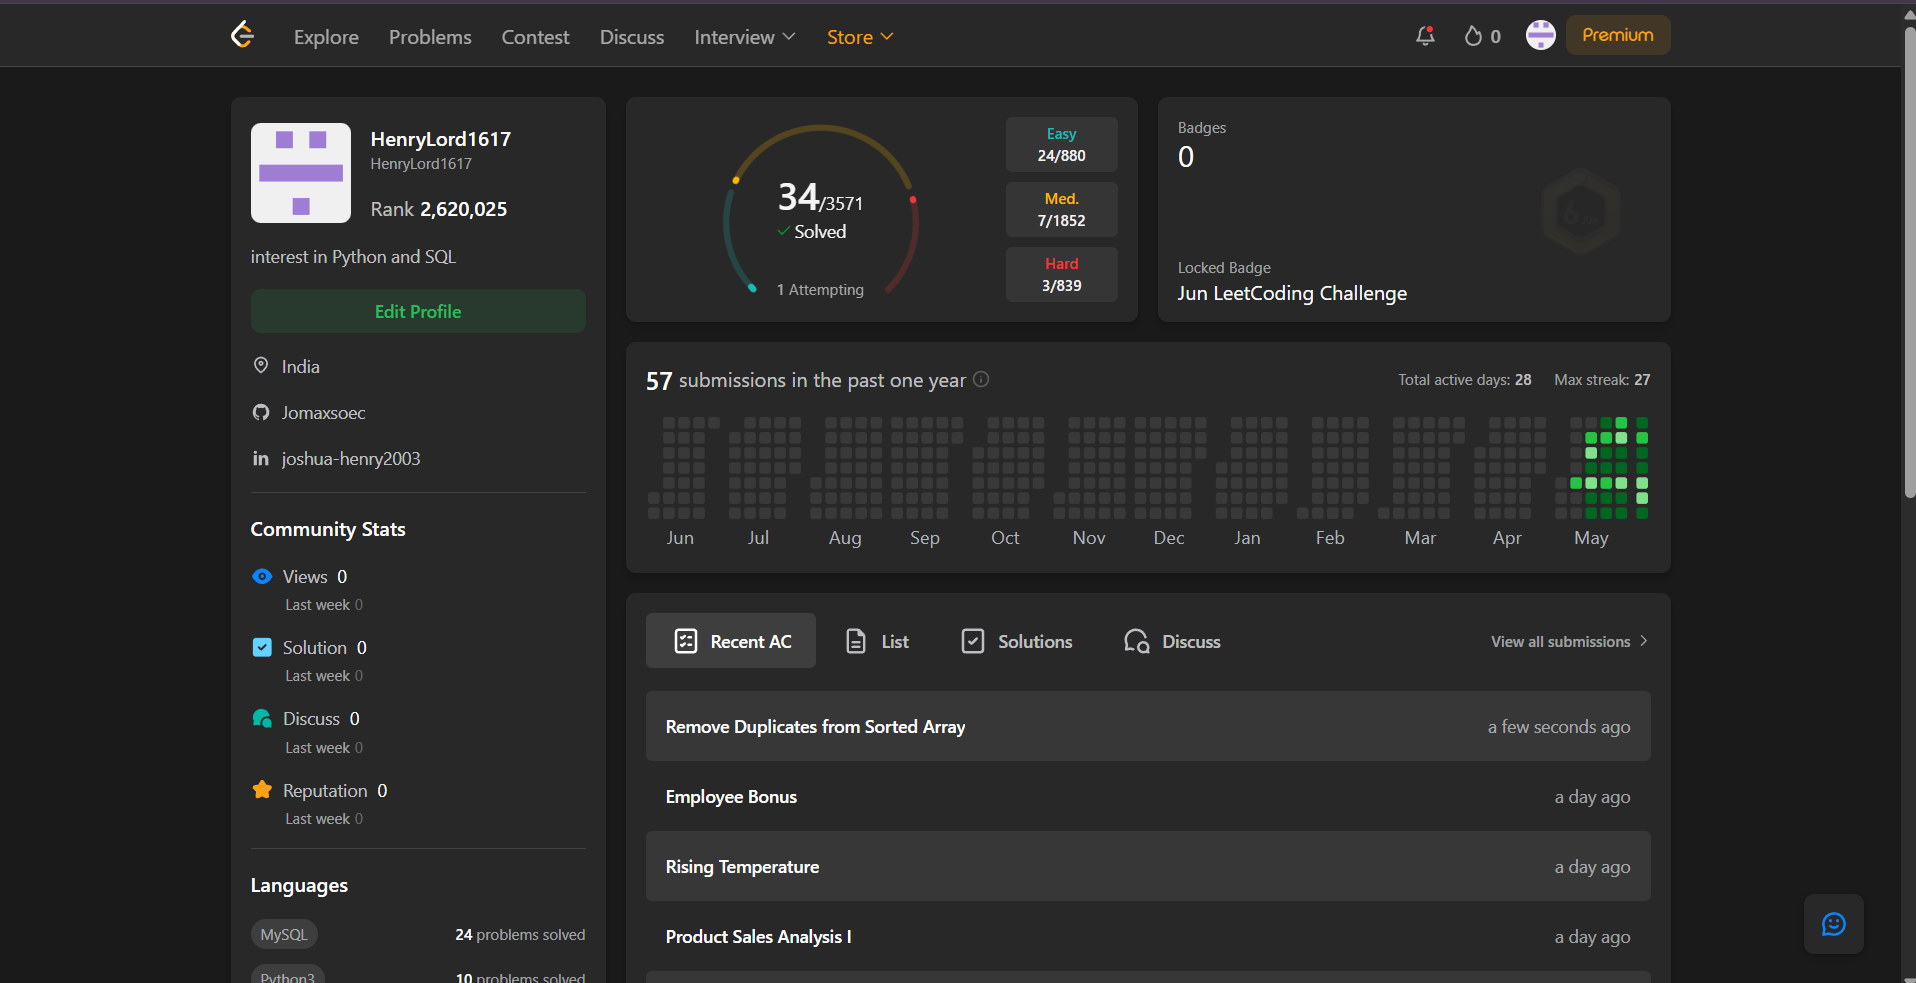 Explore Problems Contest Discuss Interview Store 0 Premium
HenryLord1617
HenryLord1617
Rank 2,620,025
interest in Python and SQL
Edit Profile
India
Jomaxsoec
joshua-henry2003
Community Stats
Views 0
Last week 0
Solution 0
Last week 0
Discuss 0
Last week 0
Reputation 0
Last week 0
Languages
MySQL 24 problems solved
Python3 10 problems solved
34/3571
Solved
1 Attempting
Easy
24/880
Med.
7/1852
Hard
3/839
Badges
0
Locked Badge
Jun LeetCoding Challenge
57 submissions in the past one year Total active days: 28 Max streak: 27
Jun Jul Aug Sep Oct Nov Dec Jan Feb Mar Apr May
Recent AC List Solutions Discuss View all submissions
Remove Duplicates from Sorted Array a few seconds ago
Employee Bonus a day ago
Rising Temperature a day ago
Product Sales Analysis I a day ago